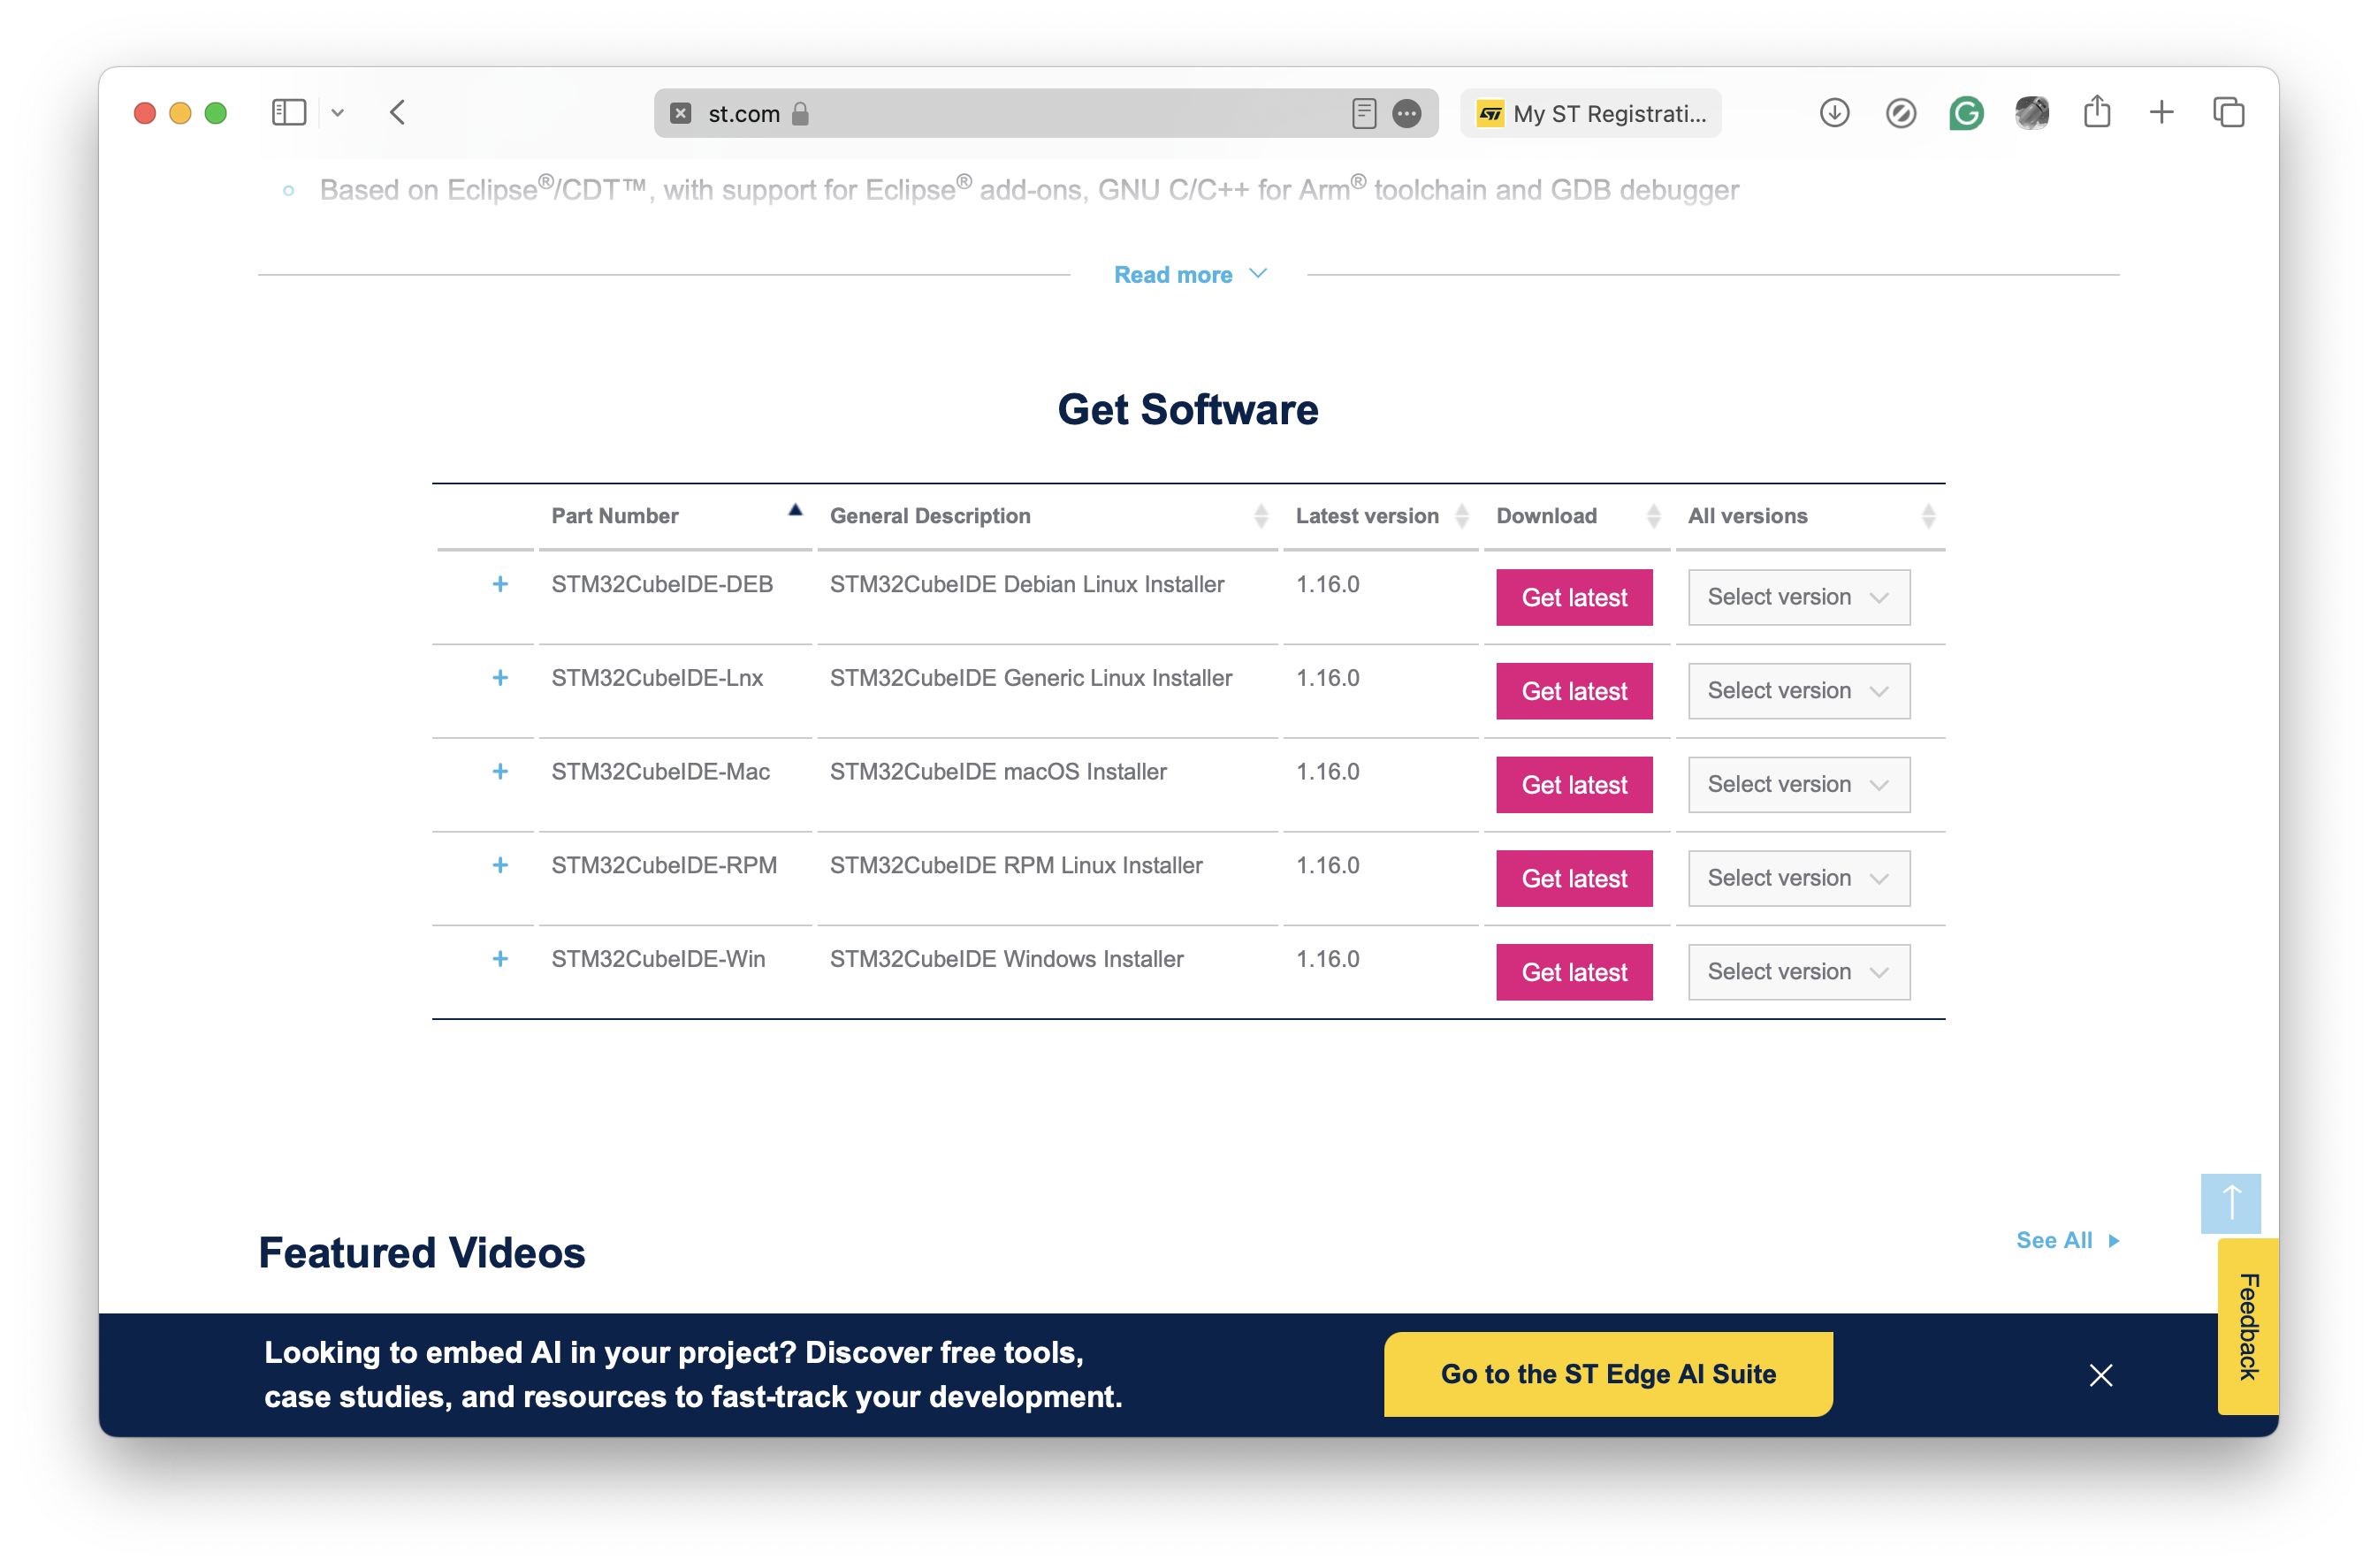 st.com
My ST Registrati...
Based on Eclipse®/CDT™, with support for Eclipse® add-ons, GNU C/C++ for Arm® toolchain and GDB debugger
Read more
Get Software
Part Number General Description Latest version Download All versions
+ STM32CubeIDE-DEB STM32CubeIDE Debian Linux Installer 1.16.0 Get latest Select version
+ STM32CubeIDE-Lnx STM32CubeIDE Generic Linux Installer 1.16.0 Get latest Select version
+ STM32CubeIDE-Mac STM32CubeIDE macOS Installer 1.16.0 Get latest Select version
+ STM32CubeIDE-RPM STM32CubeIDE RPM Linux Installer 1.16.0 Get latest Select version
+ STM32CubeIDE-Win STM32CubeIDE Windows Installer 1.16.0 Get latest Select version
Featured Videos
See All
Feedback
Looking to embed AI in your project? Discover free tools,
case studies, and resources to fast-track your development.
Go to the ST Edge AI Suite